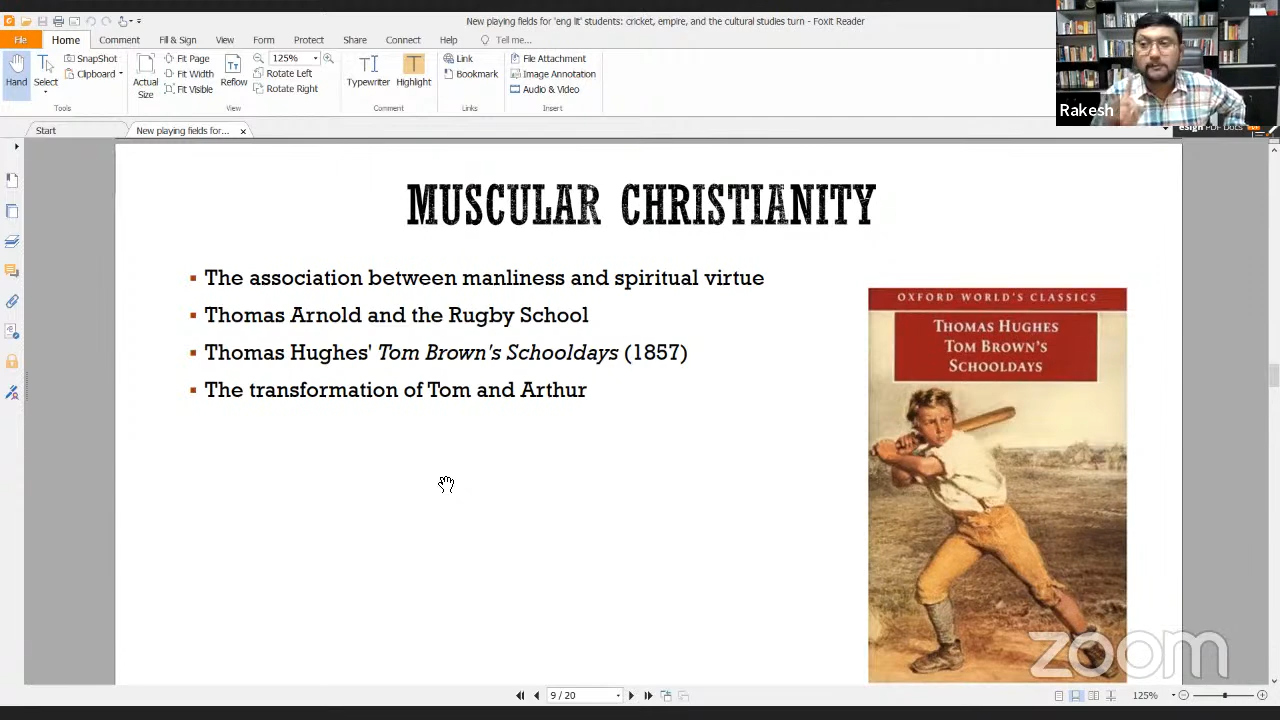 New playing fields for 'eng lit' students: cricket, empire, and the cultural studies turn - Foxit Reader
File Home Comment Fill & Sign View Form Protect Share Connect Help Tell me...
Hand
Select
SnapShot
Clipboard
Tools
Actual Size
Fit Page
Fit Width
Fit Visible
Reflow
125%
Rotate Left
Rotate Right
View
Typewriter
Highlight
Comment
Link
Bookmark
Links
File Attachment
Image Annotation
Audio & Video
Insert
Rakesh
eSign PDF Docs
Start
New playing fields for...
MUSCULAR CHRISTIANITY
The association between manliness and spiritual virtue
Thomas Arnold and the Rugby School
Thomas Hughes' Tom Brown's Schooldays (1857)
The transformation of Tom and Arthur
OXFORD WORLD'S CLASSICS
THOMAS HUGHES
TOM BROWN'S
SCHOOLDAYS
zoom
9 / 20
125%